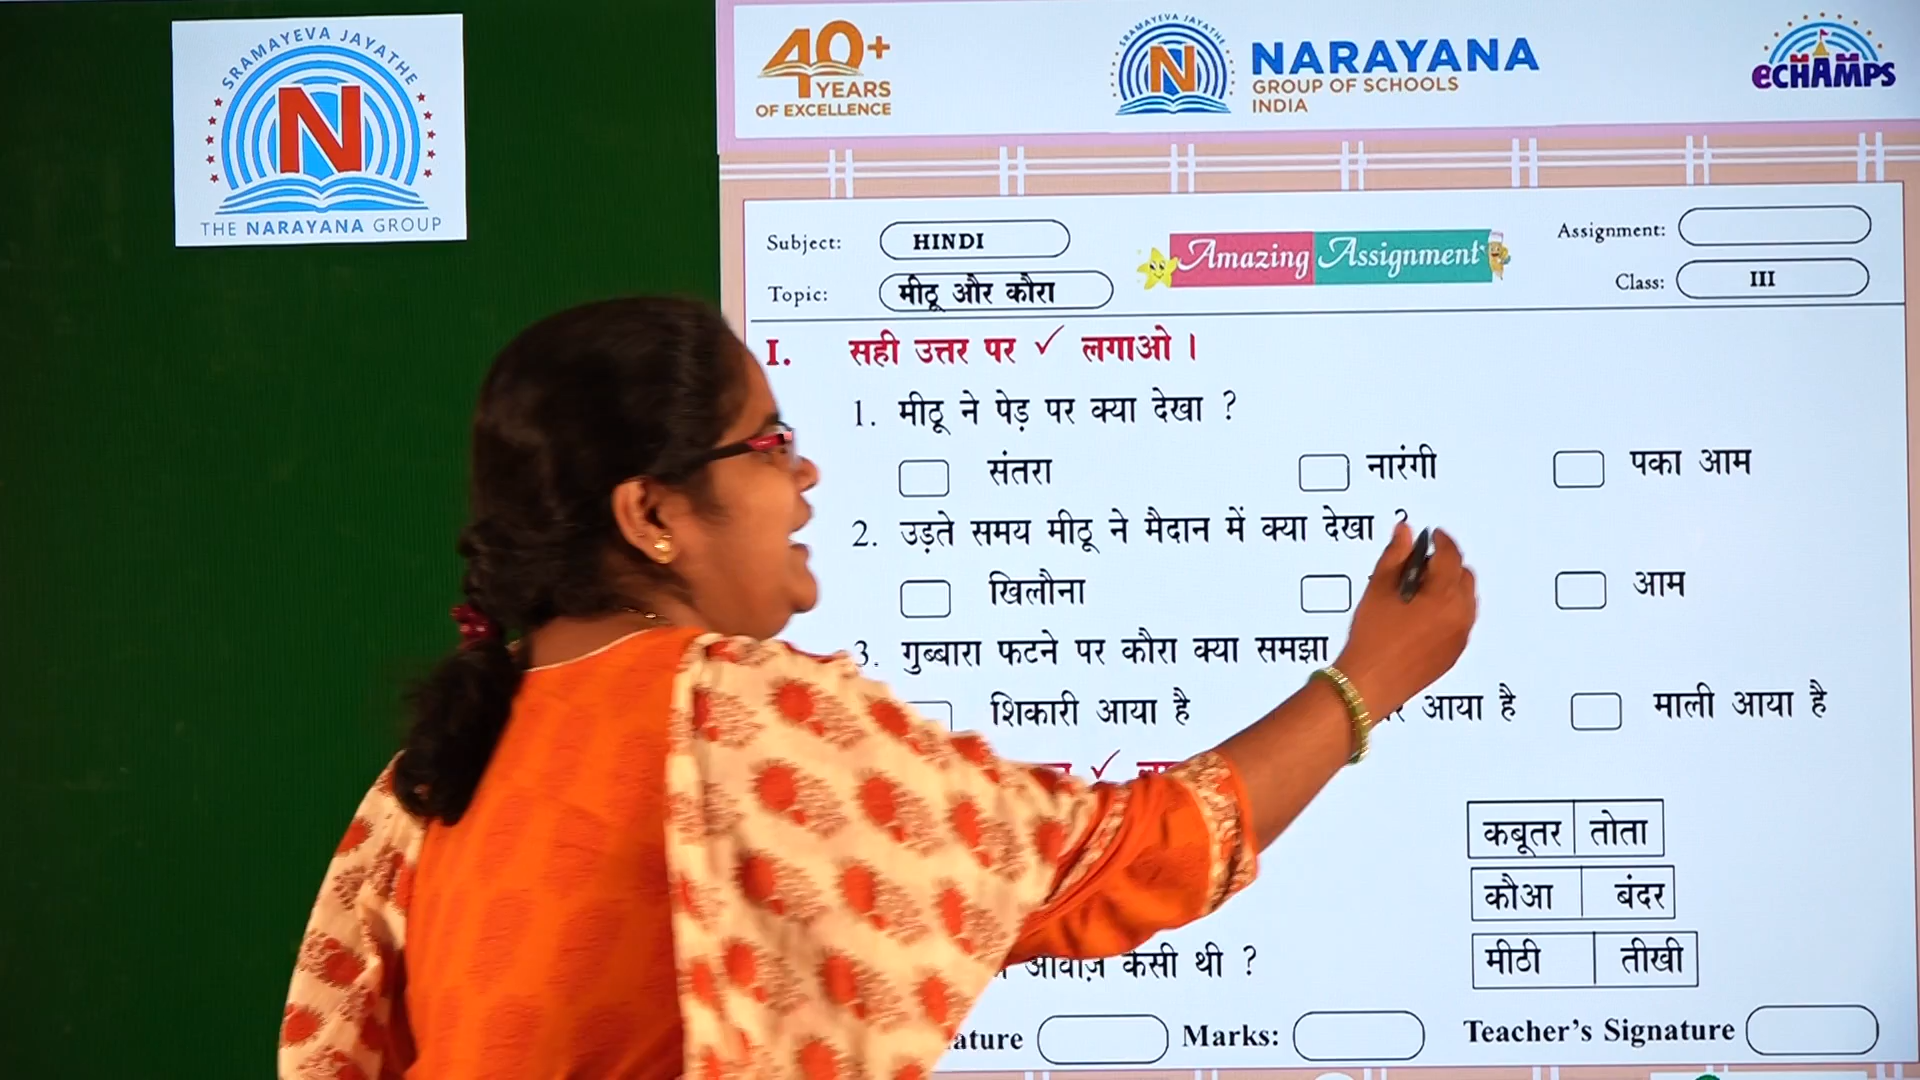 SRAMAYEVA JAYATHE
N
THE NARAYANA GROUP
40+
YEARS
OF EXCELLENCE
SRAMAYEVA JAYATHE
N
NARAYANA
GROUP OF SCHOOLS
INDIA
eCHAMPS
Subject: HINDI
Topic: मीठू और कौरा
Amazing Assignment
Assignment:
Class: III
I. सही उत्तर पर ✓ लगाओ ।
1. मीठू ने पेड़ पर क्या देखा ?
संतरा नारंगी पका आम
2. उड़ते समय मीठू ने मैदान में क्या देखा ?
खिलौना आम
3. गुब्बारा फटने पर कौरा क्या समझा
शिकारी आया है आया है माली आया है
✓
कबूतर तोता
कौआ बंदर
मीठी तीखी
आवाज़ कैसी थी ?
Marks: Teacher's Signature